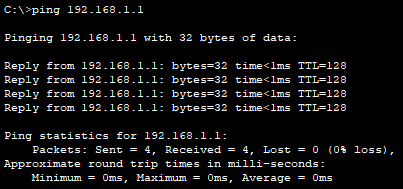 C:\>ping 192.168.1.1
Pinging 192.168.1.1 with 32 bytes of data:
Reply from 192.168.1.1: bytes=32 time<1ms TTL=128
Reply from 192.168.1.1: bytes=32 time<1ms TTL=128
Reply from 192.168.1.1: bytes=32 time<1ms TTL=128
Reply from 192.168.1.1: bytes=32 time<1ms TTL=128
Ping statistics for 192.168.1.1:
    Packets: Sent = 4, Received = 4, Lost = 0 (0% loss),
Approximate round trip times in milli-seconds:
    Minimum = 0ms, Maximum = 0ms, Average = 0ms